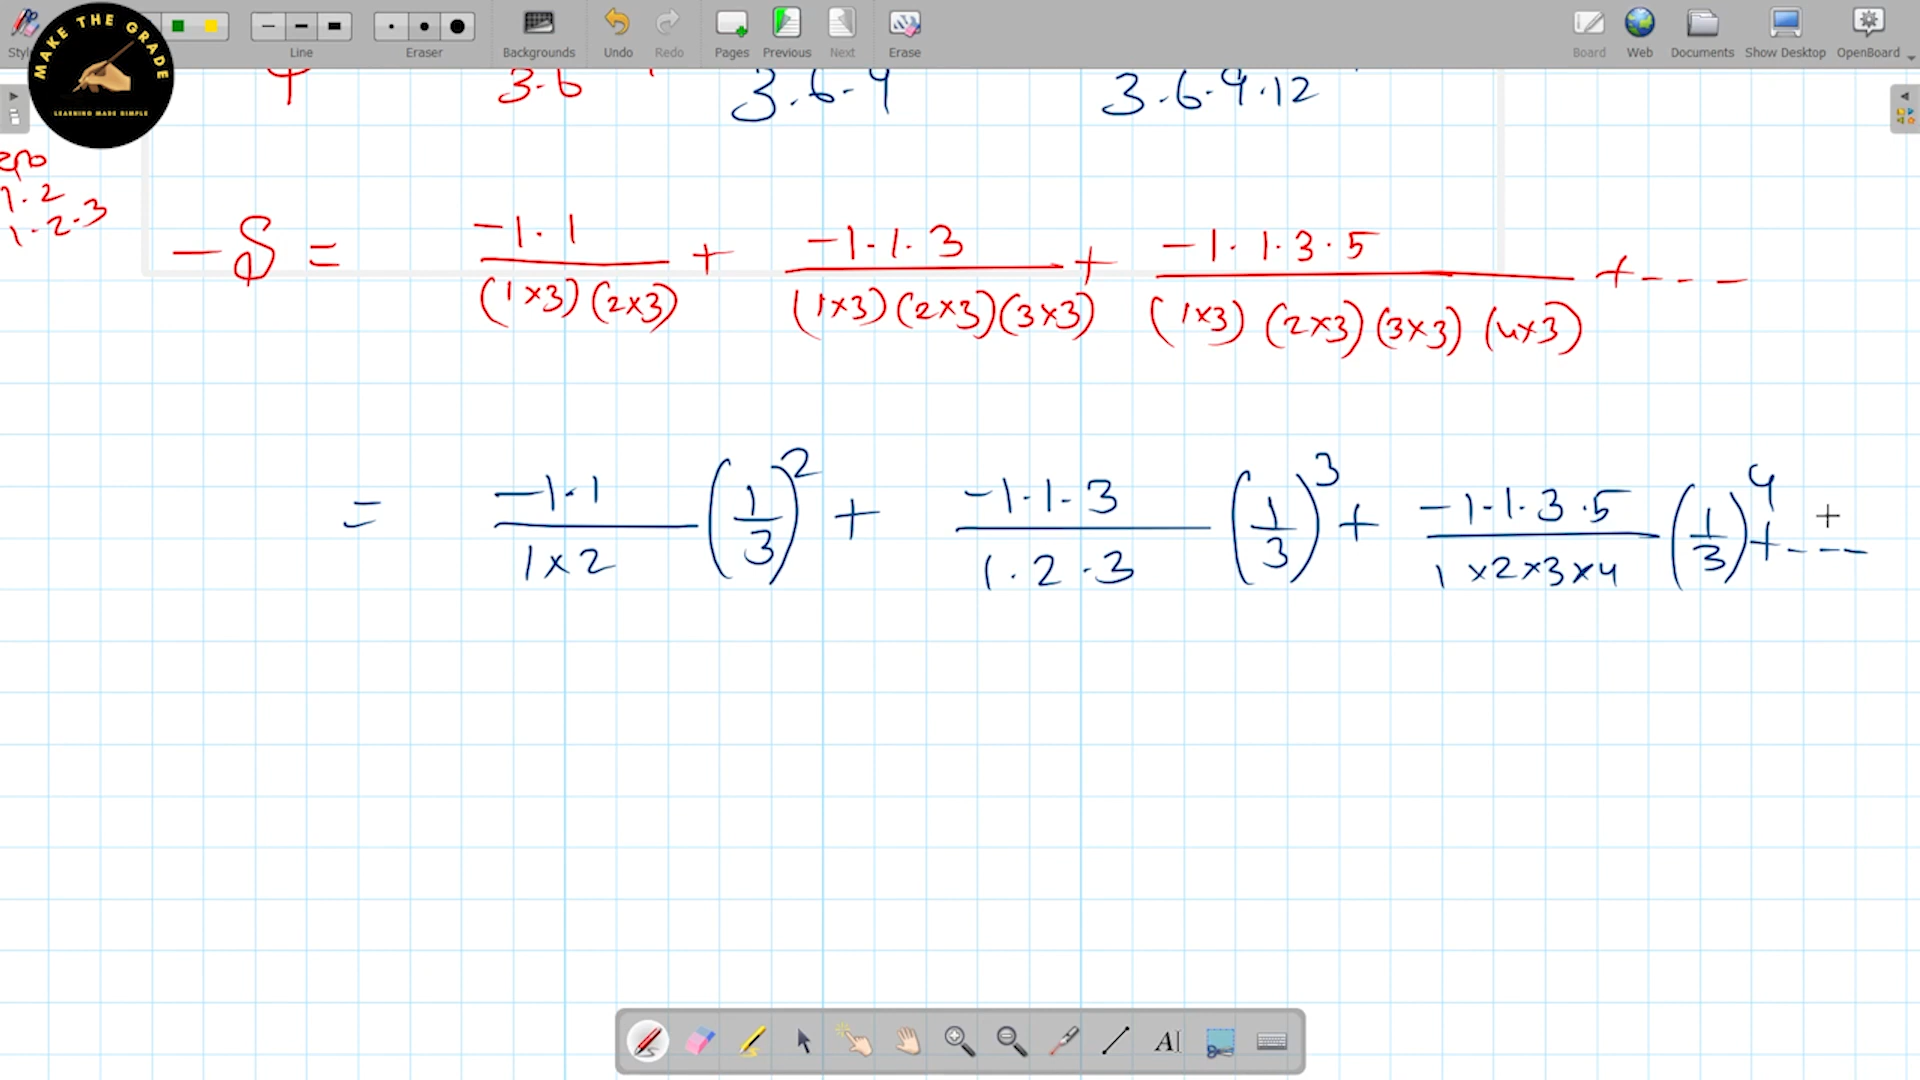 MAKE THE GRADE
LEARNING MADE SIMPLE
Line
Eraser
Backgrounds
Undo
Redo
Pages
Previous
Next
Erase
Board
Web
Documents
Show Desktop
OpenBoard
3·6
3·6·9
3·6·9·12
1·2
1·2·3
-S = -1·1 / (1×3)(2×3) + -1·1·3 / (1×3)(2×3)(3×3) + -1·1·3·5 / (1×3)(2×3)(3×3)(4×3) + ---
= -1·1 / 1×2 (1/3)^2 + -1·1·3 / 1·2·3 (1/3)^3 + -1·1·3·5 / 1×2×3×4 (1/3)^4 + ---